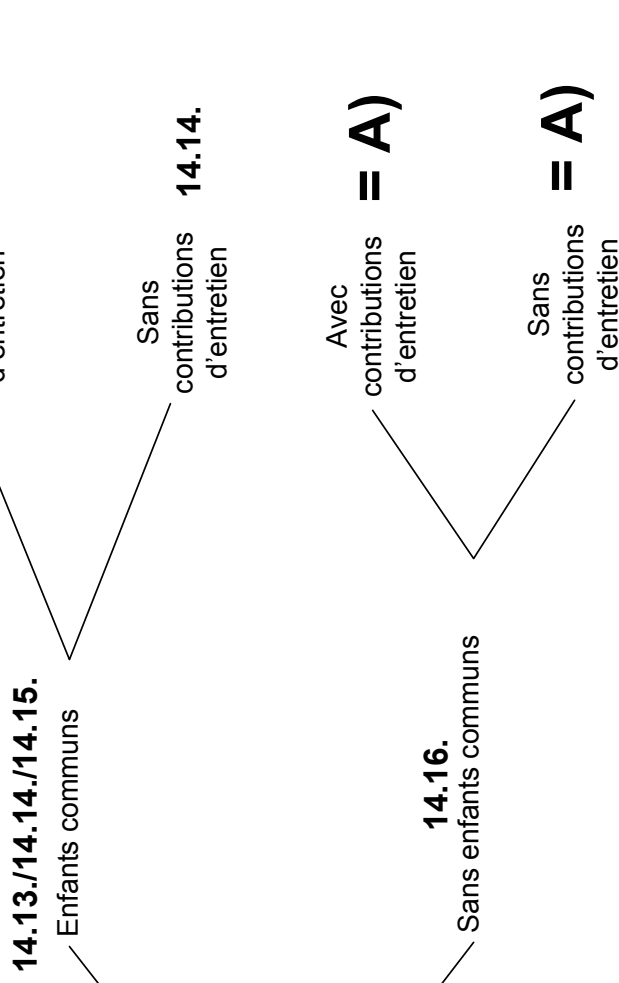 d'entretien
14.13./14.14./14.15.
Enfants communs
Sans
contributions
d'entretien
14.14.
Avec
contributions
d'entretien
= A)
14.16.
Sans enfants communs
Sans
contributions
d'entretien
= A)